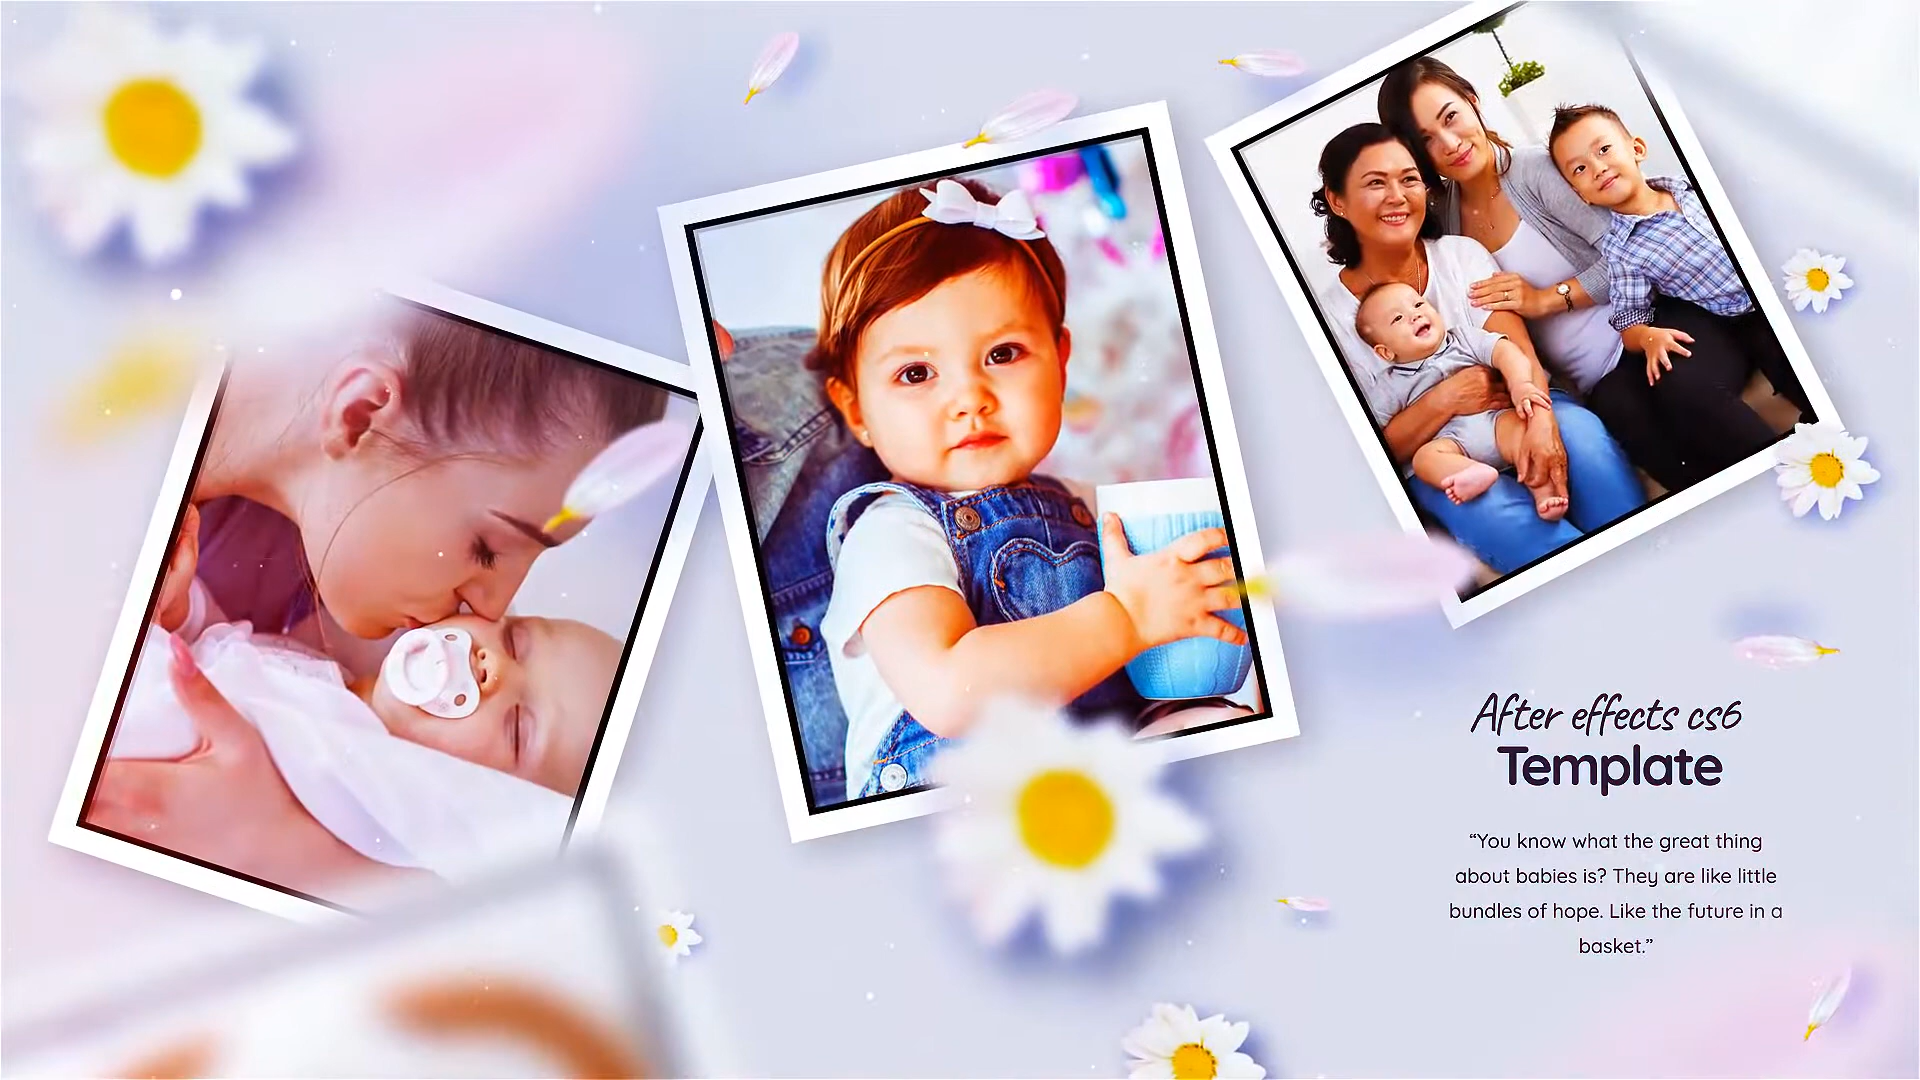 After effects cs6
Template
“You know what the great thing
about babies is? They are like little
bundles of hope. Like the future in a
basket.”